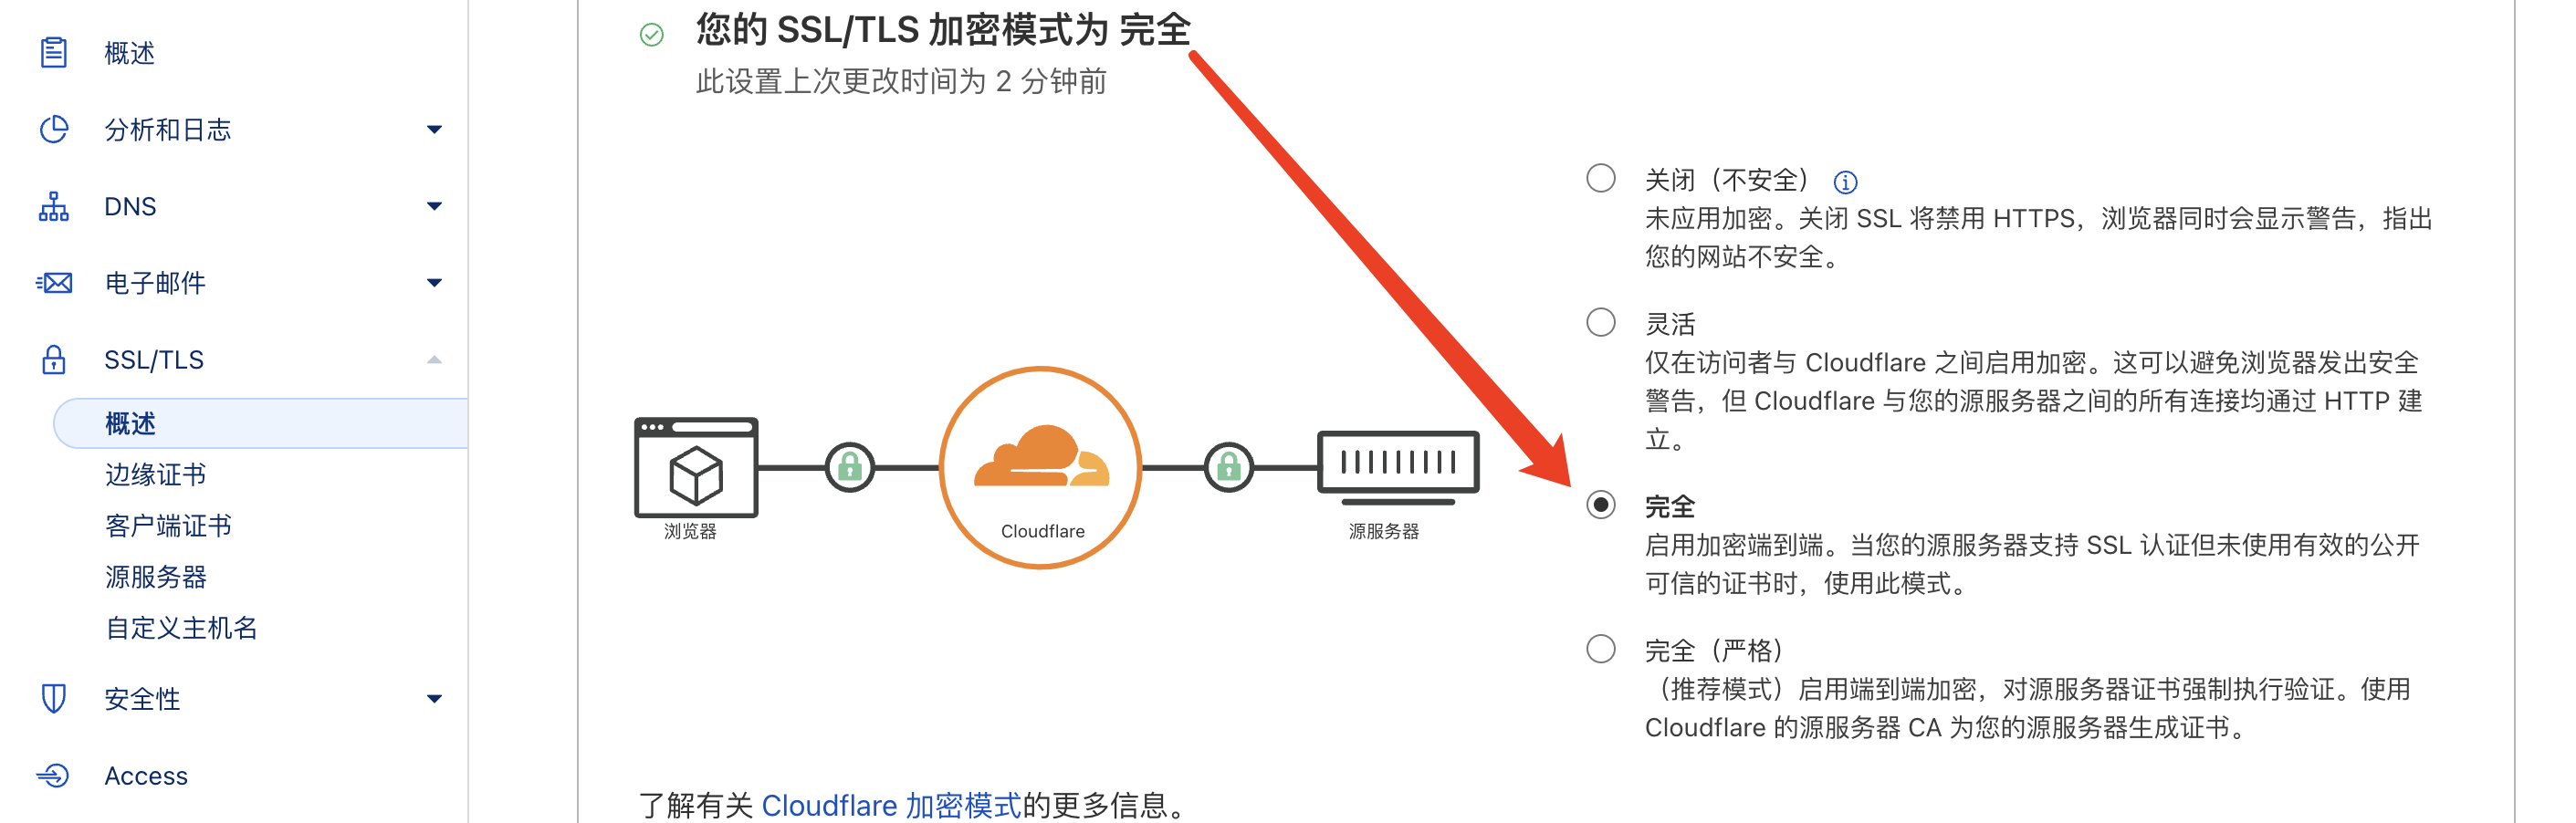 概述
分析和日志
DNS
电子邮件
SSL/TLS
概述
边缘证书
客户端证书
源服务器
自定义主机名
安全性
Access
您的 SSL/TLS 加密模式为 完全
此设置上次更改时间为 2 分钟前
浏览器
Cloudflare
源服务器
关闭（不安全）
未应用加密。关闭 SSL 将禁用 HTTPS，浏览器同时会显示警告，指出
您的网站不安全。
灵活
仅在访问者与 Cloudflare 之间启用加密。这可以避免浏览器发出安全
警告，但 Cloudflare 与您的源服务器之间的所有连接均通过 HTTP 建
立。
完全
启用加密端到端。当您的源服务器支持 SSL 认证但未使用有效的公开
可信的证书时，使用此模式。
完全（严格）
（推荐模式）启用端到端加密，对源服务器证书强制执行验证。使用
Cloudflare 的源服务器 CA 为您的源服务器生成证书。
了解有关 Cloudflare 加密模式的更多信息。